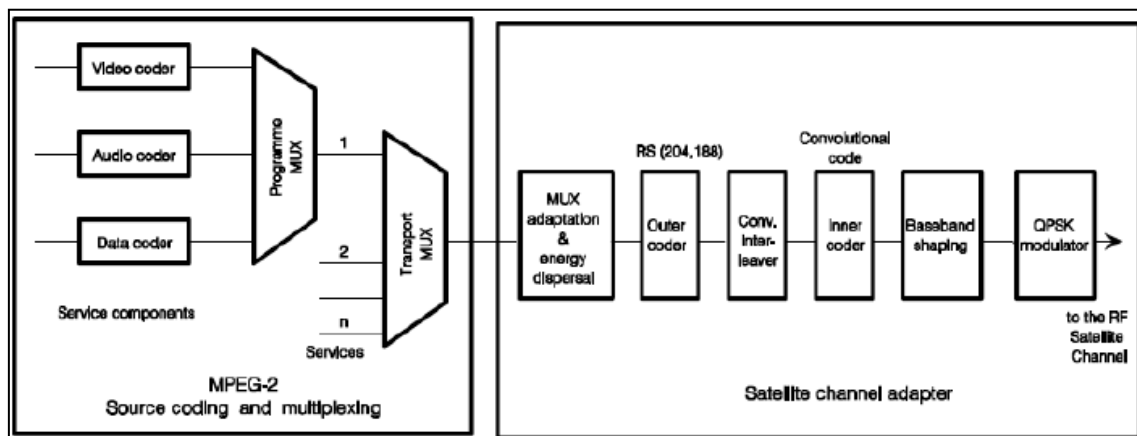 Video coder
Audio coder
Data coder
Service components
Programme
MUX
1
2
n
Services
Transport
MUX
MPEG-2
Source coding and multiplexing
MUX
adaptation
&
energy
dispersal
RS (204,188)
Outer
coder
Conv.
Inter-
leaver
Convolutional
code
Inner
coder
Baseband
shaping
QPSK
modulator
to the RF
Satellite
Channel
Satellite channel adapter